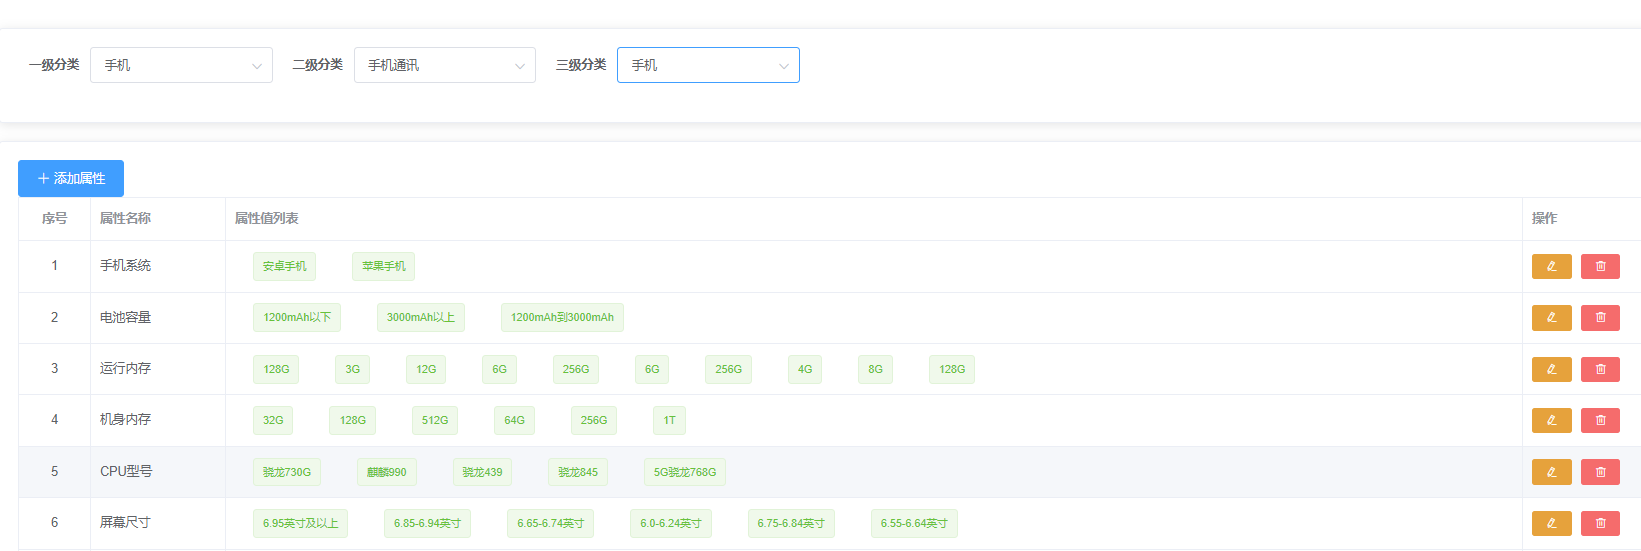 一级分类 手机 二级分类 手机通讯 三级分类 手机
添加属性
序号 属性名称 属性值列表 操作
1 手机系统 安卓手机 苹果手机
2 电池容量 1200mAh以下 3000mAh以上 1200mAh到3000mAh
3 运行内存 128G 3G 12G 6G 256G 6G 256G 4G 8G 128G
4 机身内存 32G 128G 512G 64G 256G 1T
5 CPU型号 骁龙730G 麒麟990 骁龙439 骁龙845 5G骁龙768G
6 屏幕尺寸 6.95英寸及以上 6.85-6.94英寸 6.65-6.74英寸 6.0-6.24英寸 6.75-6.84英寸 6.55-6.64英寸